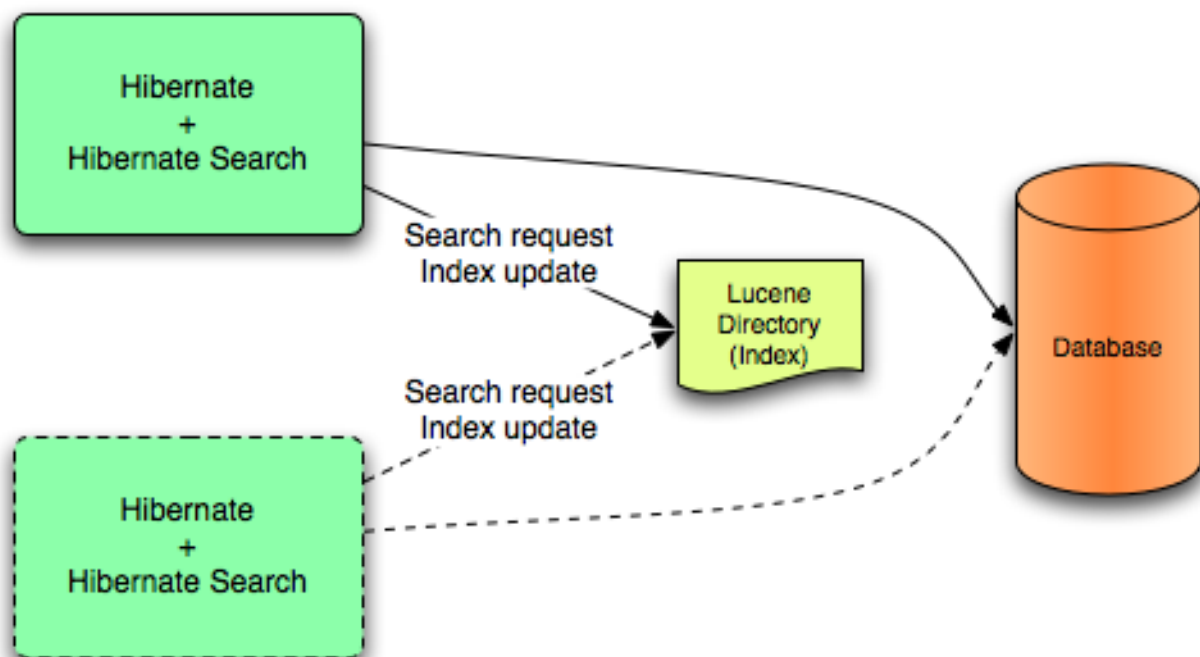 Hibernate
+
Hibernate Search
Search request
Index update
Lucene
Directory
(Index)
Database
Search request
Index update
Hibernate
+
Hibernate Search